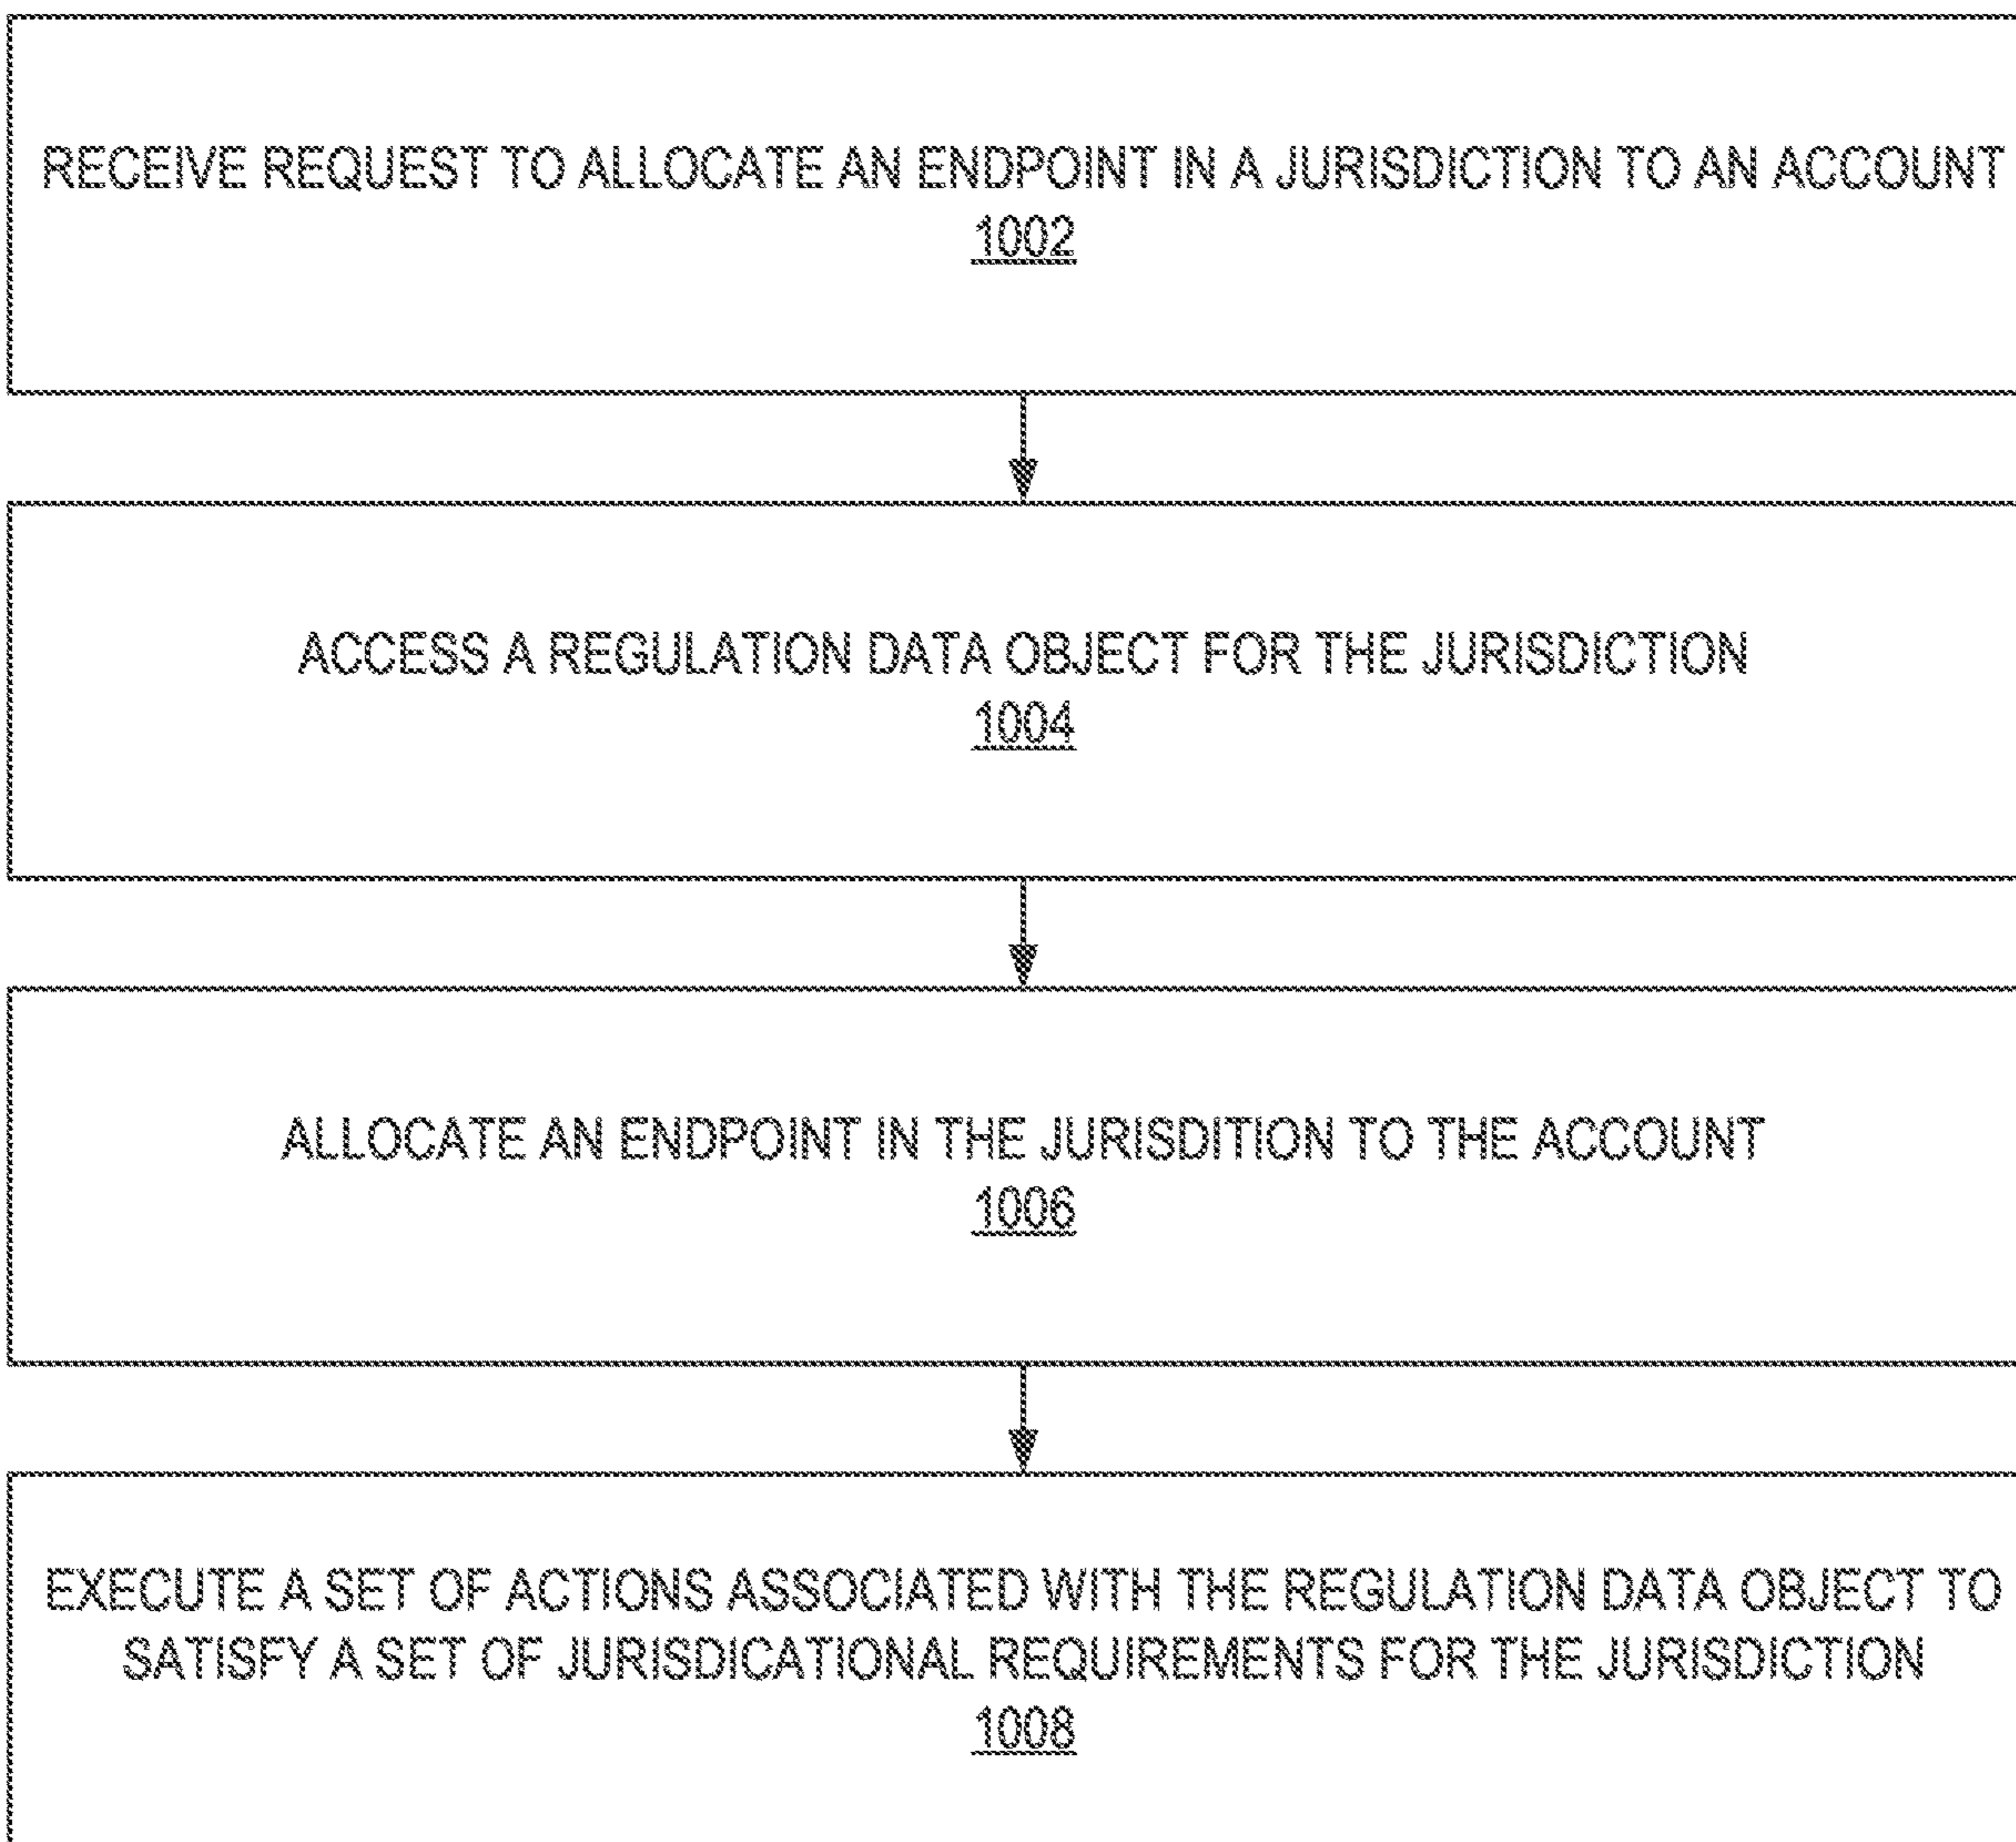 RECEIVE REQUEST TO ALLOCATE AN ENDPOINT IN A JURISDICTION TO AN ACCOUNT
1002
ACCESS A REGULATION DATA OBJECT FOR THE JURISDICTION
1004
ALLOCATE AN ENDPOINT IN THE JURISDITION TO THE ACCOUNT
1006
EXECUTE A SET OF ACTIONS ASSOCIATED WITH THE REGULATION DATA OBJECT TO
SATISFY A SET OF JURISDICATIONAL REQUIREMENTS FOR THE JURISDICTION
1008